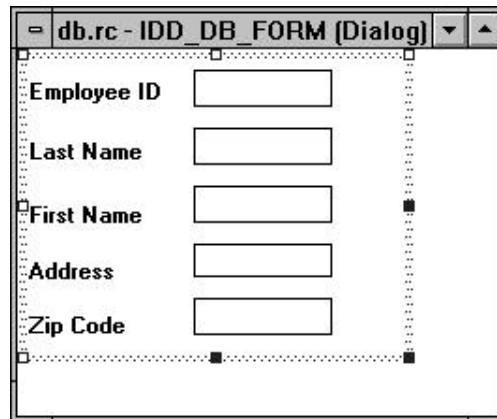 db.rc - IDD_DB_FORM (Dialog)
Employee ID
Last Name
First Name
Address
Zip Code